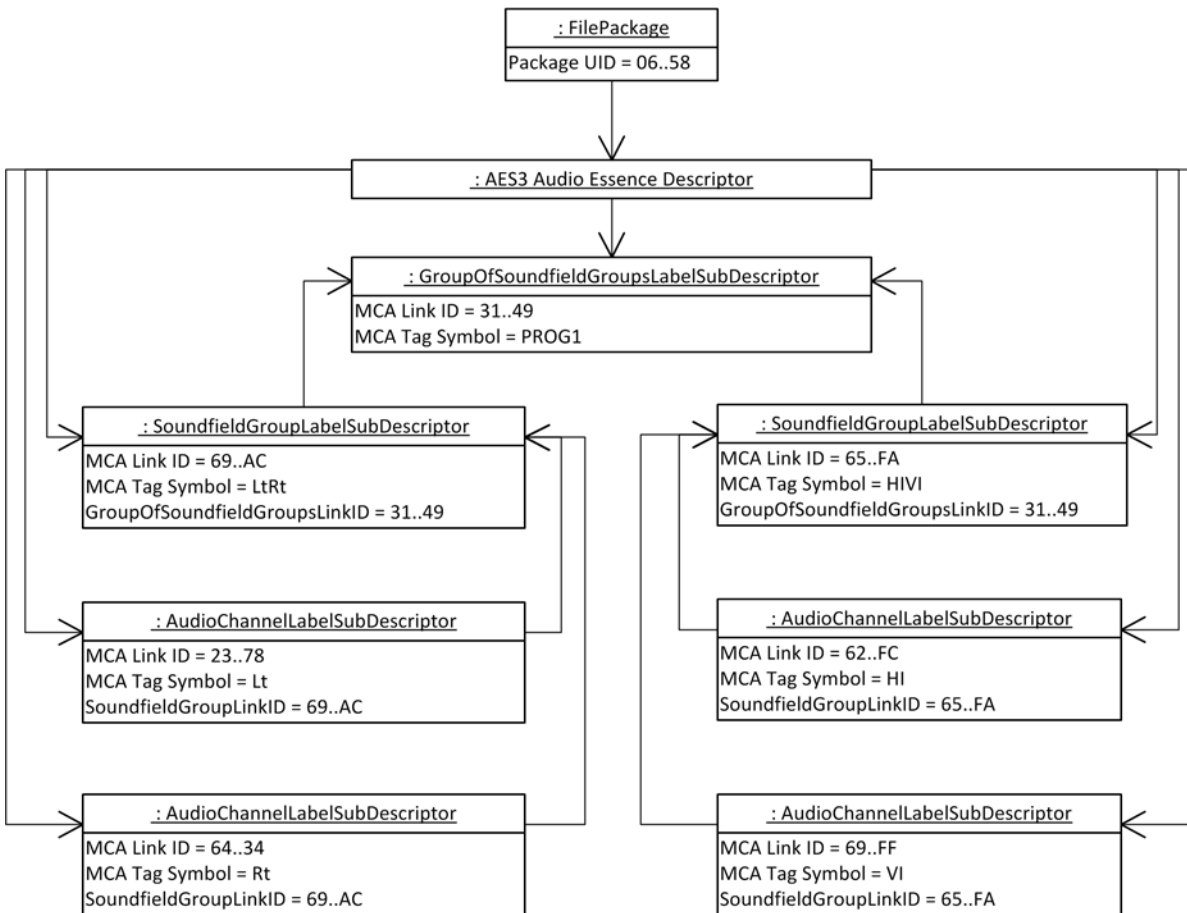 : FilePackage
Package UID = 06..58
: AES3 Audio Essence Descriptor
: GroupOfSoundfieldGroupsLabelSubDescriptor
MCA Link ID = 31..49
MCA Tag Symbol = PROG1
: SoundfieldGroupLabelSubDescriptor
MCA Link ID = 69..AC
MCA Tag Symbol = LtRt
GroupOfSoundfieldGroupsLinkID = 31..49
: SoundfieldGroupLabelSubDescriptor
MCA Link ID = 65..FA
MCA Tag Symbol = HIVI
GroupOfSoundfieldGroupsLinkID = 31..49
: AudioChannelLabelSubDescriptor
MCA Link ID = 23..78
MCA Tag Symbol = Lt
SoundfieldGroupLinkID = 69..AC
: AudioChannelLabelSubDescriptor
MCA Link ID = 62..FC
MCA Tag Symbol = HI
SoundfieldGroupLinkID = 65..FA
: AudioChannelLabelSubDescriptor
MCA Link ID = 64..34
MCA Tag Symbol = Rt
SoundfieldGroupLinkID = 69..AC
: AudioChannelLabelSubDescriptor
MCA Link ID = 69..FF
MCA Tag Symbol = VI
SoundfieldGroupLinkID = 65..FA